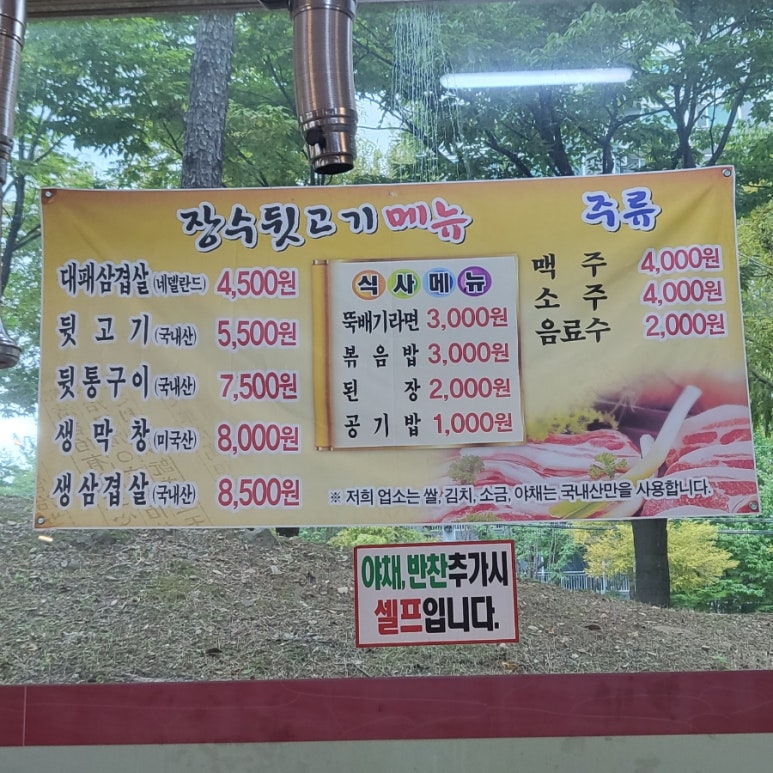 장수뒷고기 메뉴
대패삼겹살(네델란드) 4,500원
뒷고기(국내산) 5,500원
뒷통구이(국내산) 7,500원
생막창(미국산) 8,000원
생삼겹살(국내산) 8,500원
식사메뉴
뚝배기라면 3,000원
볶음밥 3,000원
된장 2,000원
공기밥 1,000원
주류
맥주 4,000원
소주 4,000원
음료수 2,000원
※ 저희 업소는 쌀, 김치, 소금, 야채는 국내산만을 사용합니다.
야채, 반찬추가시
셀프입니다.